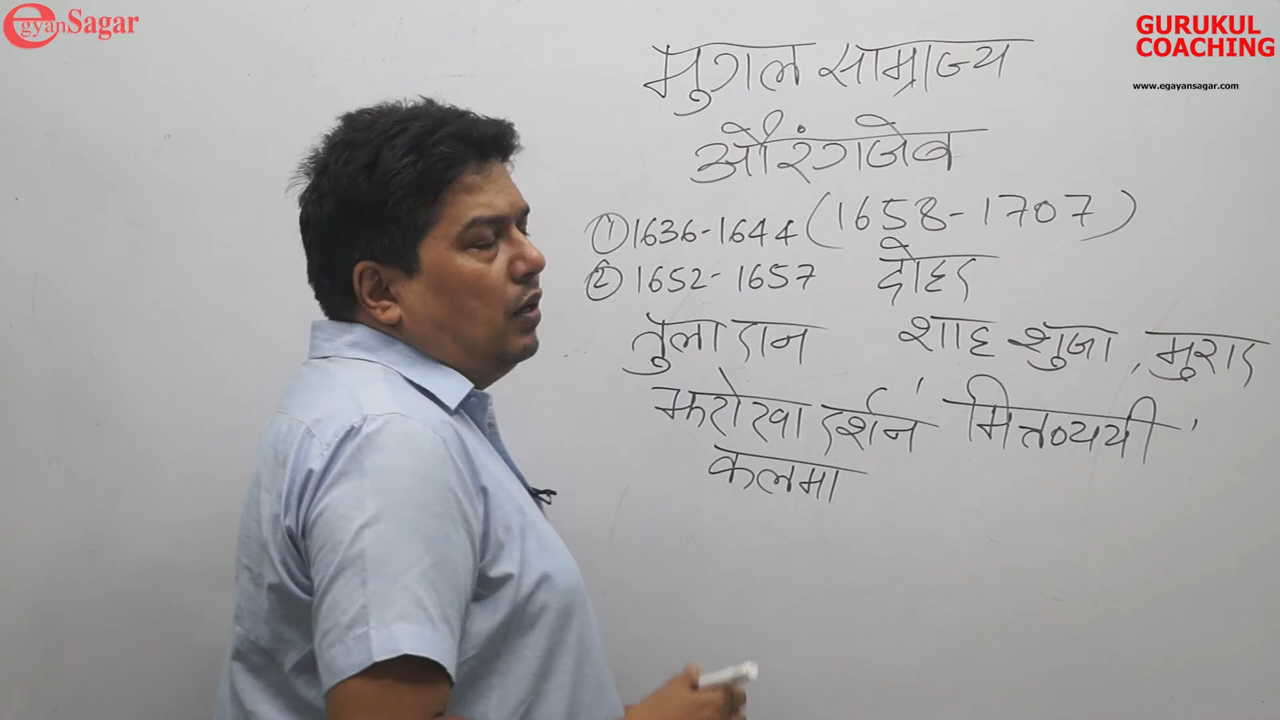 egyanSagar
GURUKUL
COACHING
www.egayansagar.com
मुगल साम्राज्य
औरंगजेब
(1658-1707)
① 1636-1644
② 1652-1657 दोहद
तुलादान शाह शुजा, मुराद
झरोखा दर्शन 'मितव्ययी'
कलमा